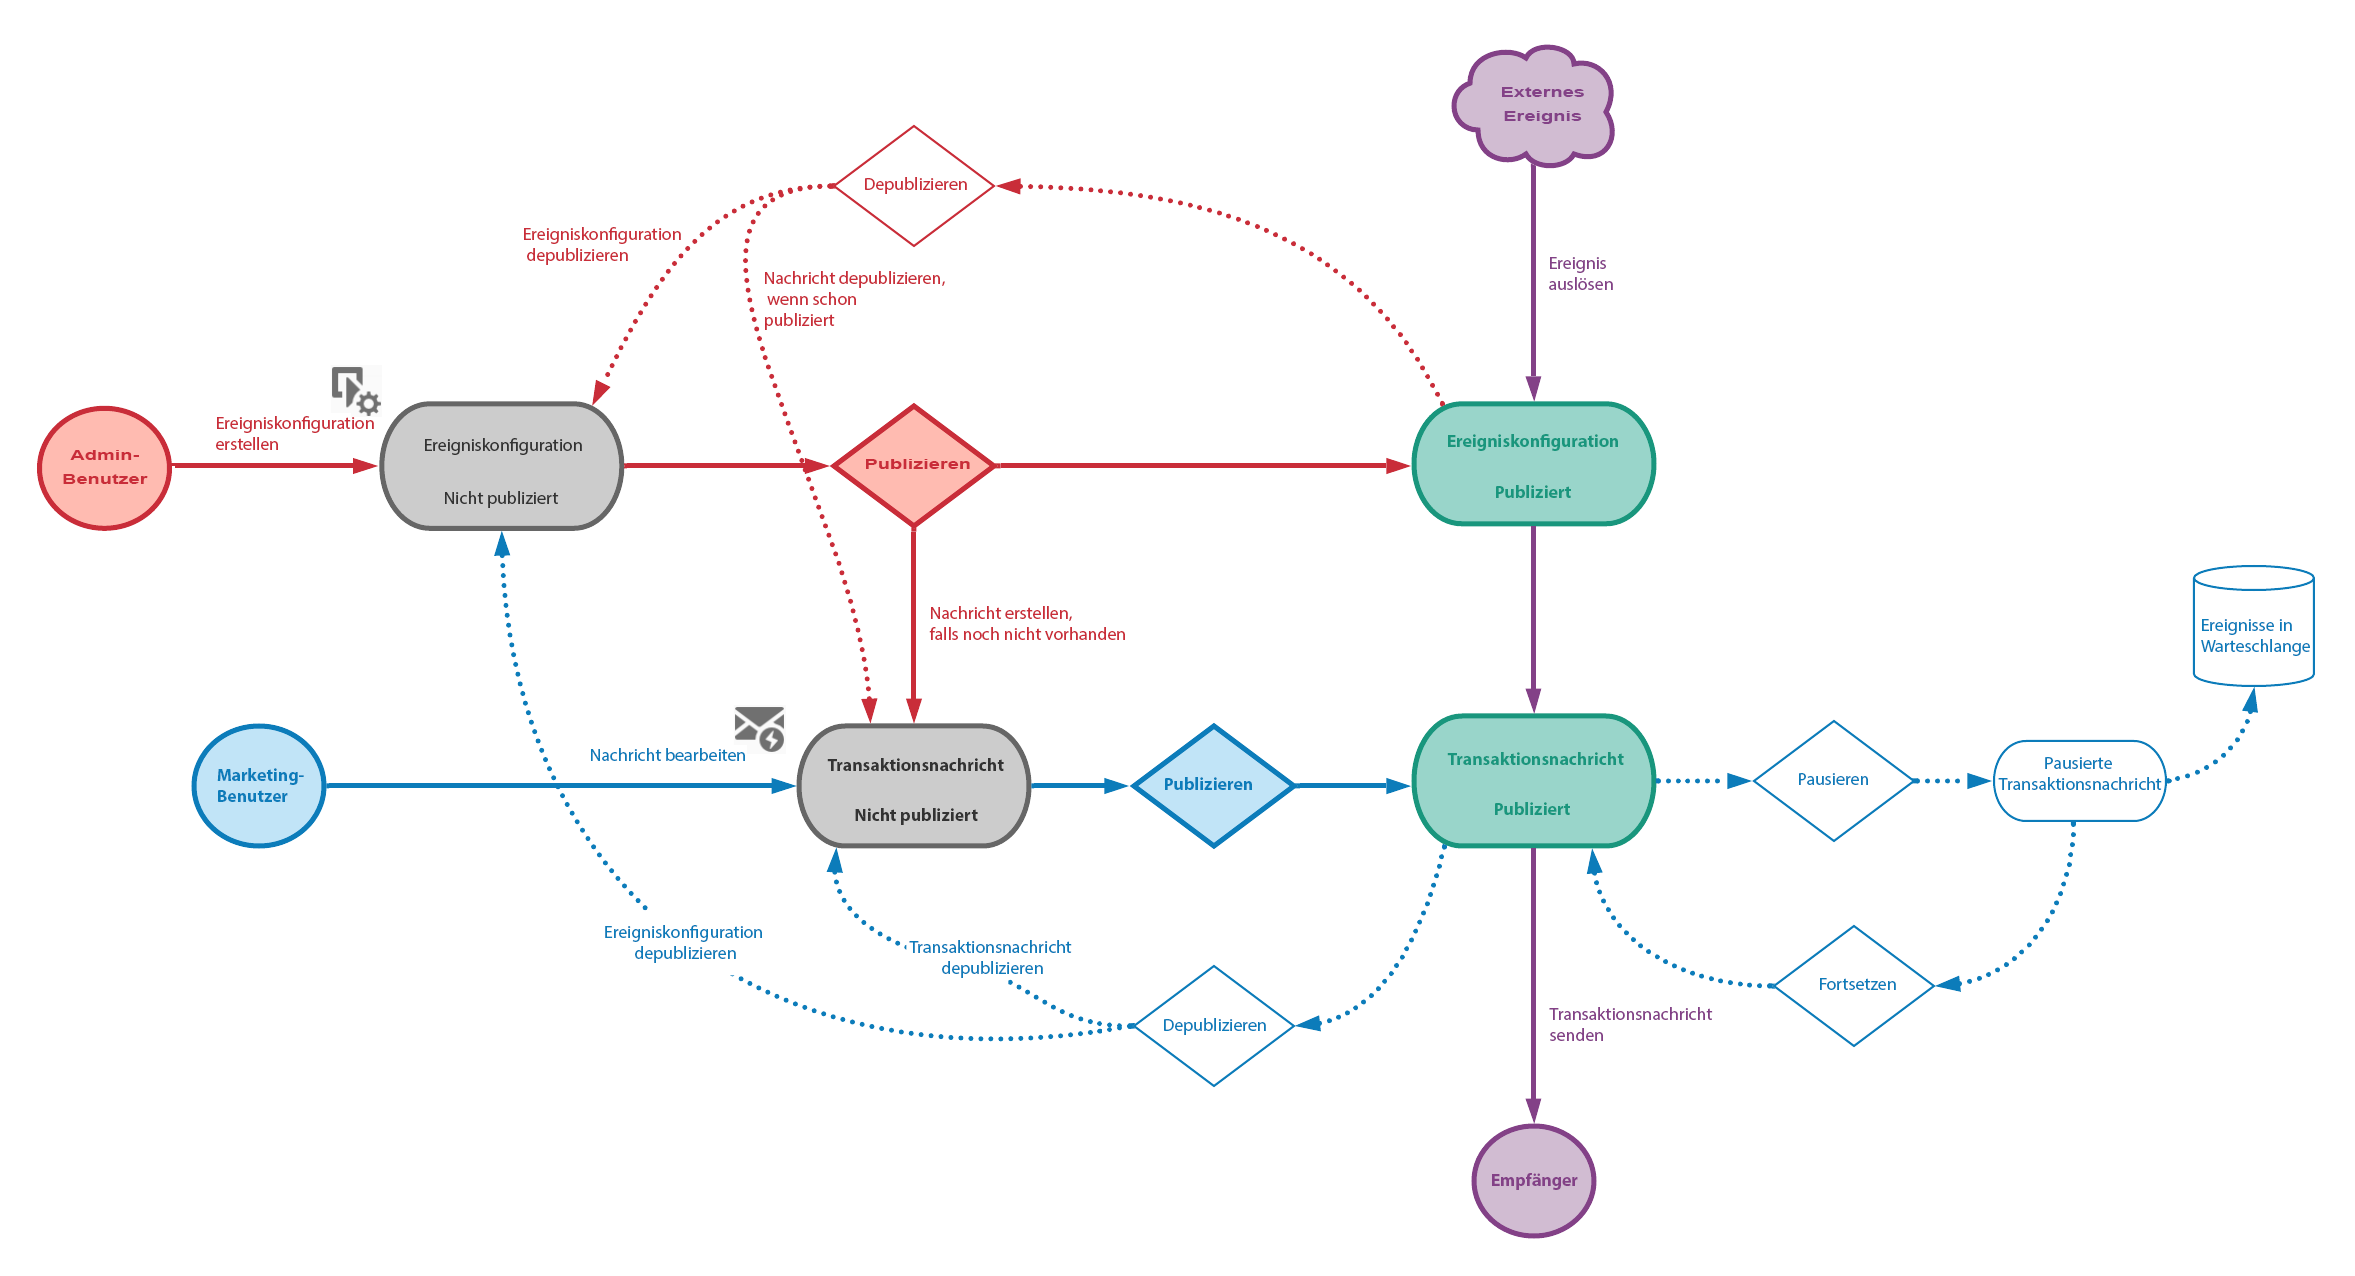 Externes
Ereignis
Depublizieren
Ereigniskonfiguration
depublizieren
Nachricht depublizieren,
wenn schon
publiziert
Ereignis
auslösen
Ereigniskonfiguration
erstellen
Admin-
Benutzer
Ereigniskonfiguration
Nicht publiziert
Publizieren
Ereigniskonfiguration
Publiziert
Nachricht erstellen,
falls noch nicht vorhanden
Ereignisse in
Warteschlange
Marketing-
Benutzer
Nachricht bearbeiten
Transaktionsnachricht
Nicht publiziert
Publizieren
Transaktionsnachricht
Publiziert
Pausieren
Pausierte
Transaktionsnachricht
Ereigniskonfiguration
depublizieren
Transaktionsnachricht
depublizieren
Depublizieren
Fortsetzen
Transaktionsnachricht
senden
Empfänger